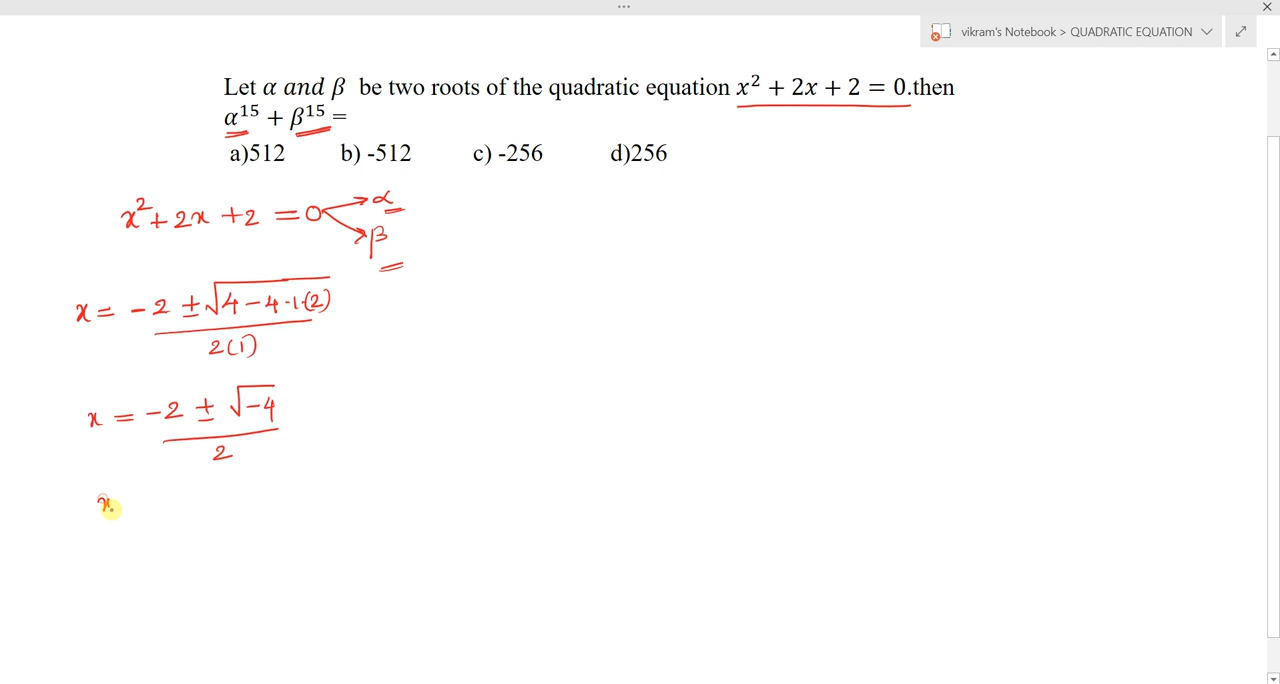 vikram's Notebook > QUADRATIC EQUATION
Let α and β be two roots of the quadratic equation x² + 2x + 2 = 0.then
α¹⁵ + β¹⁵ =
a)512 b) -512 c) -256 d)256
x² + 2x + 2 = 0 → α
→ β
x = -2 ± √4 - 4·1·(2)
2(1)
x = -2 ± √-4
2
x